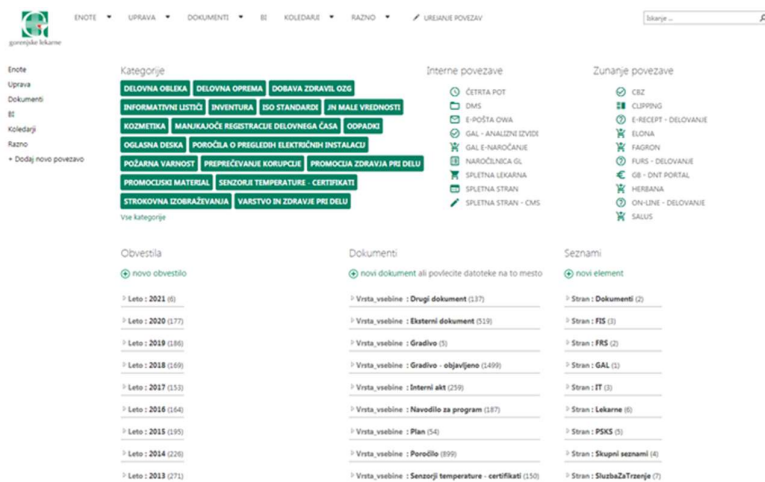 gorenjske lekarne
ENOTE UPRAVA DOKUMENTI BI KOLEDARJI RAZNO UREJANJE POVEZAV
Iskanje ...
Enote
Uprava
Dokumenti
BI
Koledarji
Razno
+ Dodaj novo povezavo
Kategorije
DELOVNA OBLEKA DELOVNA OPREMA DOBAVA ZDRAVIL OZG
INFORMATIVNI LISTIČI INVENTURA ISO STANDARDI JN MALE VREDNOSTI
KOZMETIKA MANJKAJOČE REGISTRACIJE DELOVNEGA ČASA ODPADKI
OGLASNA DESKA POROČILA O PREGLEDIH ELEKTRIČNIH INSTALACIJ
POŽARNA VARNOST PREPREČEVANJE KORUPCIJE PROMOCIJA ZDRAVJA PRI DELU
PROMOCIJSKI MATERIAL SENZORJI TEMPERATURE - CERTIFIKATI
STROKOVNA IZOBRAŽEVANJA VARSTVO IN ZDRAVJE PRI DELU
Vse kategorije
Interne povezave
ČETRTA POT
DMS
E-POŠTA OWA
GAL - ANALIZNI IZVIDI
GAL E-NAROČANJE
NAROČILNICA GL
SPLETNA LEKARNA
SPLETNA STRAN
SPLETNA STRAN - CMS
Zunanje povezave
CBZ
CLIPPING
E-RECEPT - DELOVANJE
ELONA
FAGRON
FURS - DELOVANJE
GB - DNT PORTAL
HERBANA
ON-LINE - DELOVANJE
SALUS
Obvestila
novo obvestilo
Leto : 2021 (6)
Leto : 2020 (177)
Leto : 2019 (186)
Leto : 2018 (169)
Leto : 2017 (153)
Leto : 2016 (164)
Leto : 2015 (195)
Leto : 2014 (226)
Leto : 2013 (271)
Dokumenti
novi dokument ali povlecite datoteke na to mesto
Vrsta_vsebine : Drugi dokument (137)
Vrsta_vsebine : Eksterni dokument (519)
Vrsta_vsebine : Gradivo (5)
Vrsta_vsebine : Gradivo - objavljeno (1499)
Vrsta_vsebine : Interni akt (259)
Vrsta_vsebine : Navodilo za program (187)
Vrsta_vsebine : Plan (54)
Vrsta_vsebine : Poročilo (899)
Vrsta_vsebine : Senzorji temperature - certifikati (150)
Seznami
novi element
Stran : Dokumenti (2)
Stran : FIS (3)
Stran : FRS (2)
Stran : GAL (1)
Stran : IT (3)
Stran : Lekarne (6)
Stran : PSKS (5)
Stran : Skupni seznami (4)
Stran : SluzbaZaTrzenje (7)